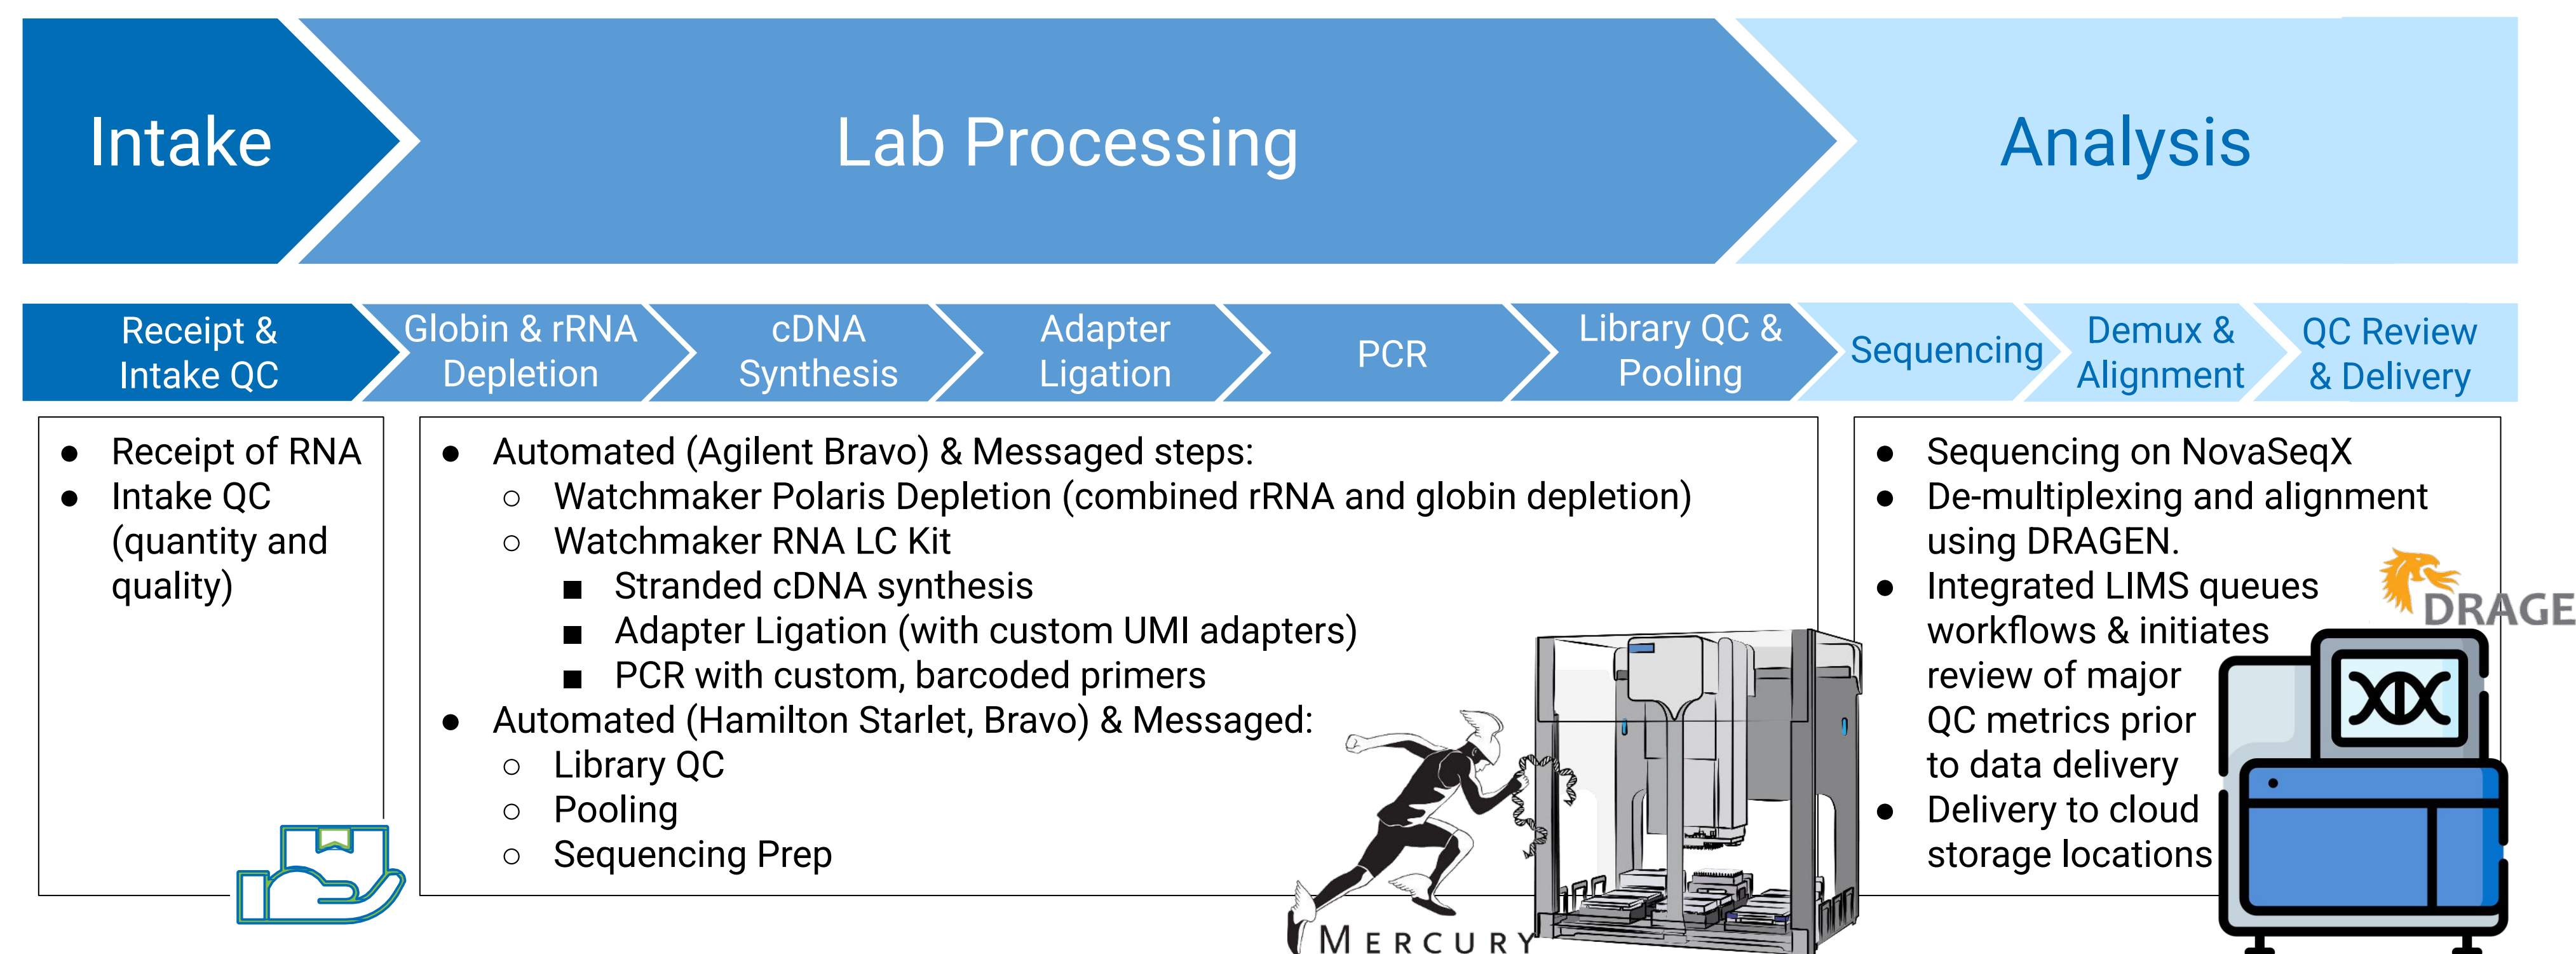 Intake
Lab Processing
Analysis
Receipt &
Intake QC
Globin & rRNA
Depletion
cDNA
Synthesis
Adapter
Ligation
PCR
Library QC &
Pooling
Sequencing
Demux &
Alignment
QC Review
& Delivery
● Receipt of RNA
● Intake QC
(quantity and
quality)
● Automated (Agilent Bravo) & Messaged steps:
○ Watchmaker Polaris Depletion (combined rRNA and globin depletion)
○ Watchmaker RNA LC Kit
■ Stranded cDNA synthesis
■ Adapter Ligation (with custom UMI adapters)
■ PCR with custom, barcoded primers
● Automated (Hamilton Starlet, Bravo) & Messaged:
○ Library QC
○ Pooling
○ Sequencing Prep
MERCURY
● Sequencing on NovaSeqX
● De-multiplexing and alignment
using DRAGEN.
● Integrated LIMS queues
workflows & initiates
review of major
QC metrics prior
to data delivery
● Delivery to cloud
storage locations
DRAGE